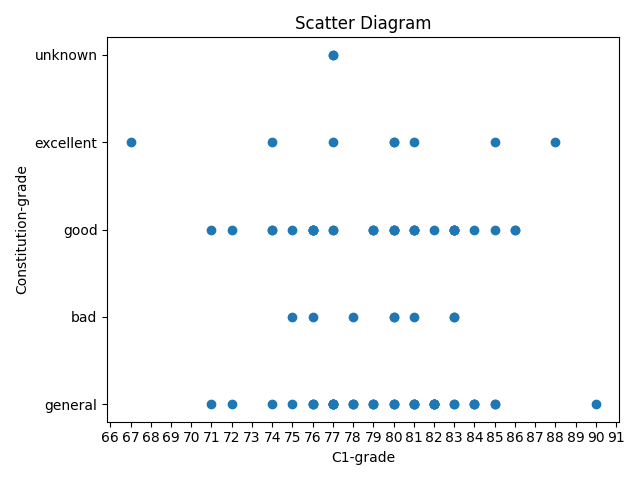 Scatter Diagram
unknown
excellent
good
bad
general
Constitution-grade
66 67 68 69 70 71 72 73 74 75 76 77 78 79 80 81 82 83 84 85 86 87 88 89 90 91
C1-grade